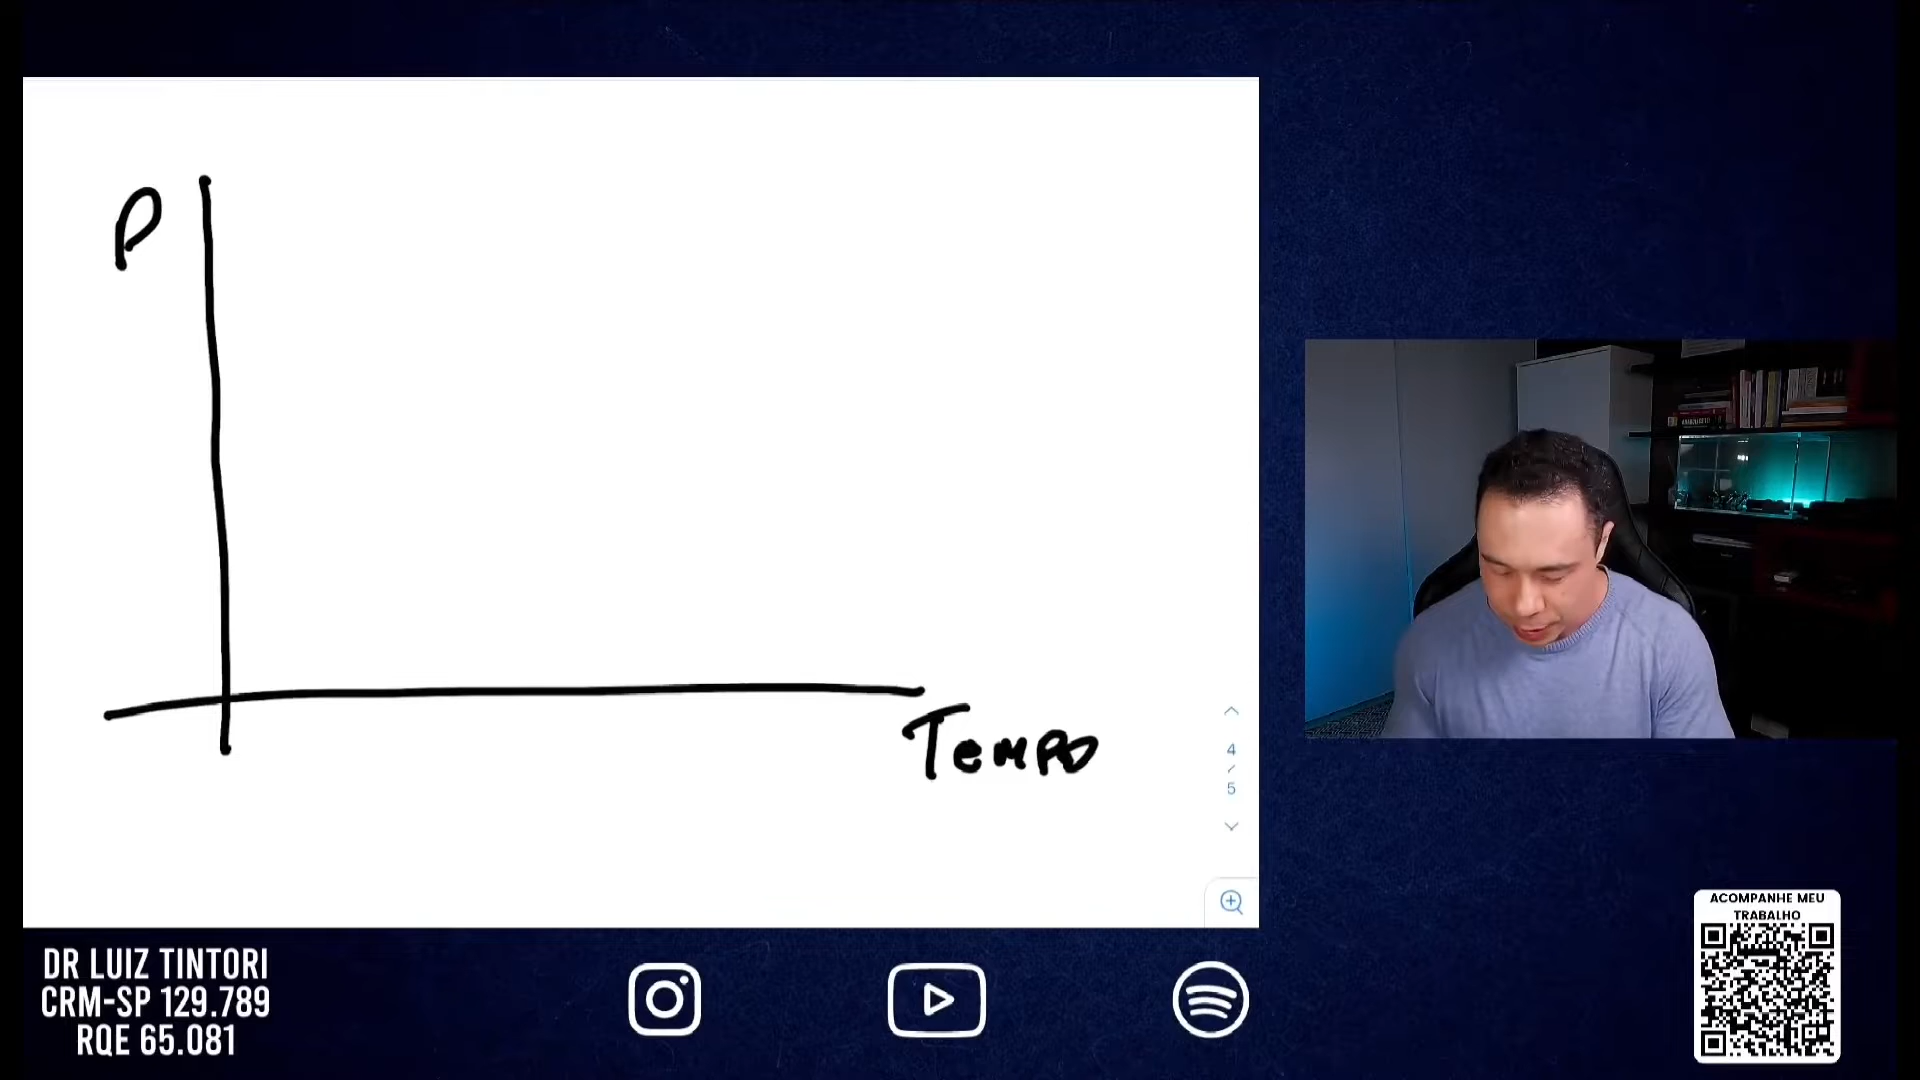 P
Tempo
4
/
5
DR LUIZ TINTORI
CRM-SP 129.789
RQE 65.081
ACOMPANHE MEU
TRABALHO